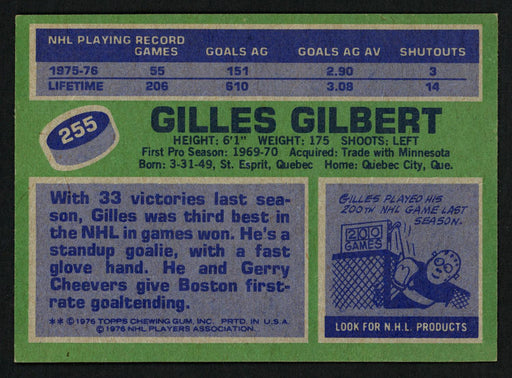 NHL PLAYING RECORD
GAMES GOALS AG GOALS AG AV SHUTOUTS
1975-76 55 151 2.90 3
LIFETIME 206 610 3.08 14
255
GILLES GILBERT
HEIGHT: 6'1" WEIGHT: 175 SHOOTS: LEFT
First Pro Season: 1969-70 Acquired: Trade with Minnesota
Born: 3-31-49, St. Esprit, Quebec Home: Quebec City, Que.
With 33 victories last sea-
son, Gilles was third best in
the NHL in games won. He's a
standup goalie, with a fast
glove hand. He and Gerry
Cheevers give Boston first-
rate goaltending.
**©1976 TOPPS CHEWING GUM, INC. PRTD. IN U.S.A.
©1976 NHL PLAYERS ASSOCIATION.
GILLES PLAYED HIS
200TH NHL GAME LAST
SEASON.
200
GAMES
LOOK FOR N.H.L. PRODUCTS